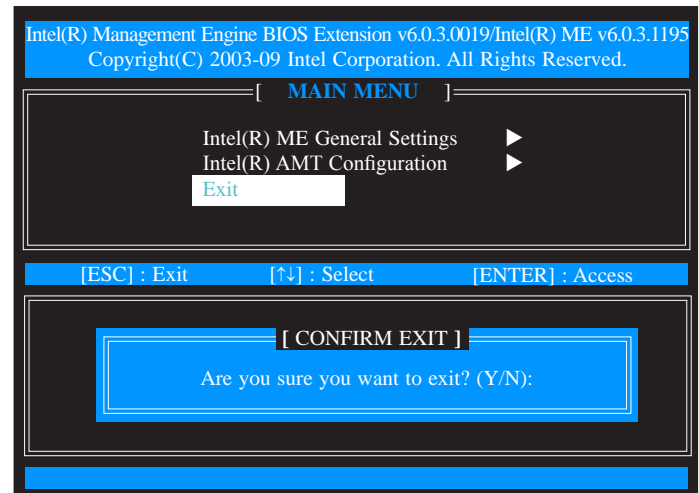 Intel(R) Management Engine BIOS Extension v6.0.3.0019/Intel(R) ME v6.0.3.1195
Copyright(C) 2003-09 Intel Corporation. All Rights Reserved.
[ MAIN MENU ]
Intel(R) ME General Settings ▶
Intel(R) AMT Configuration ▶
Exit
[ESC] : Exit [↑↓] : Select [ENTER] : Access
[ CONFIRM EXIT ]
Are you sure you want to exit? (Y/N):